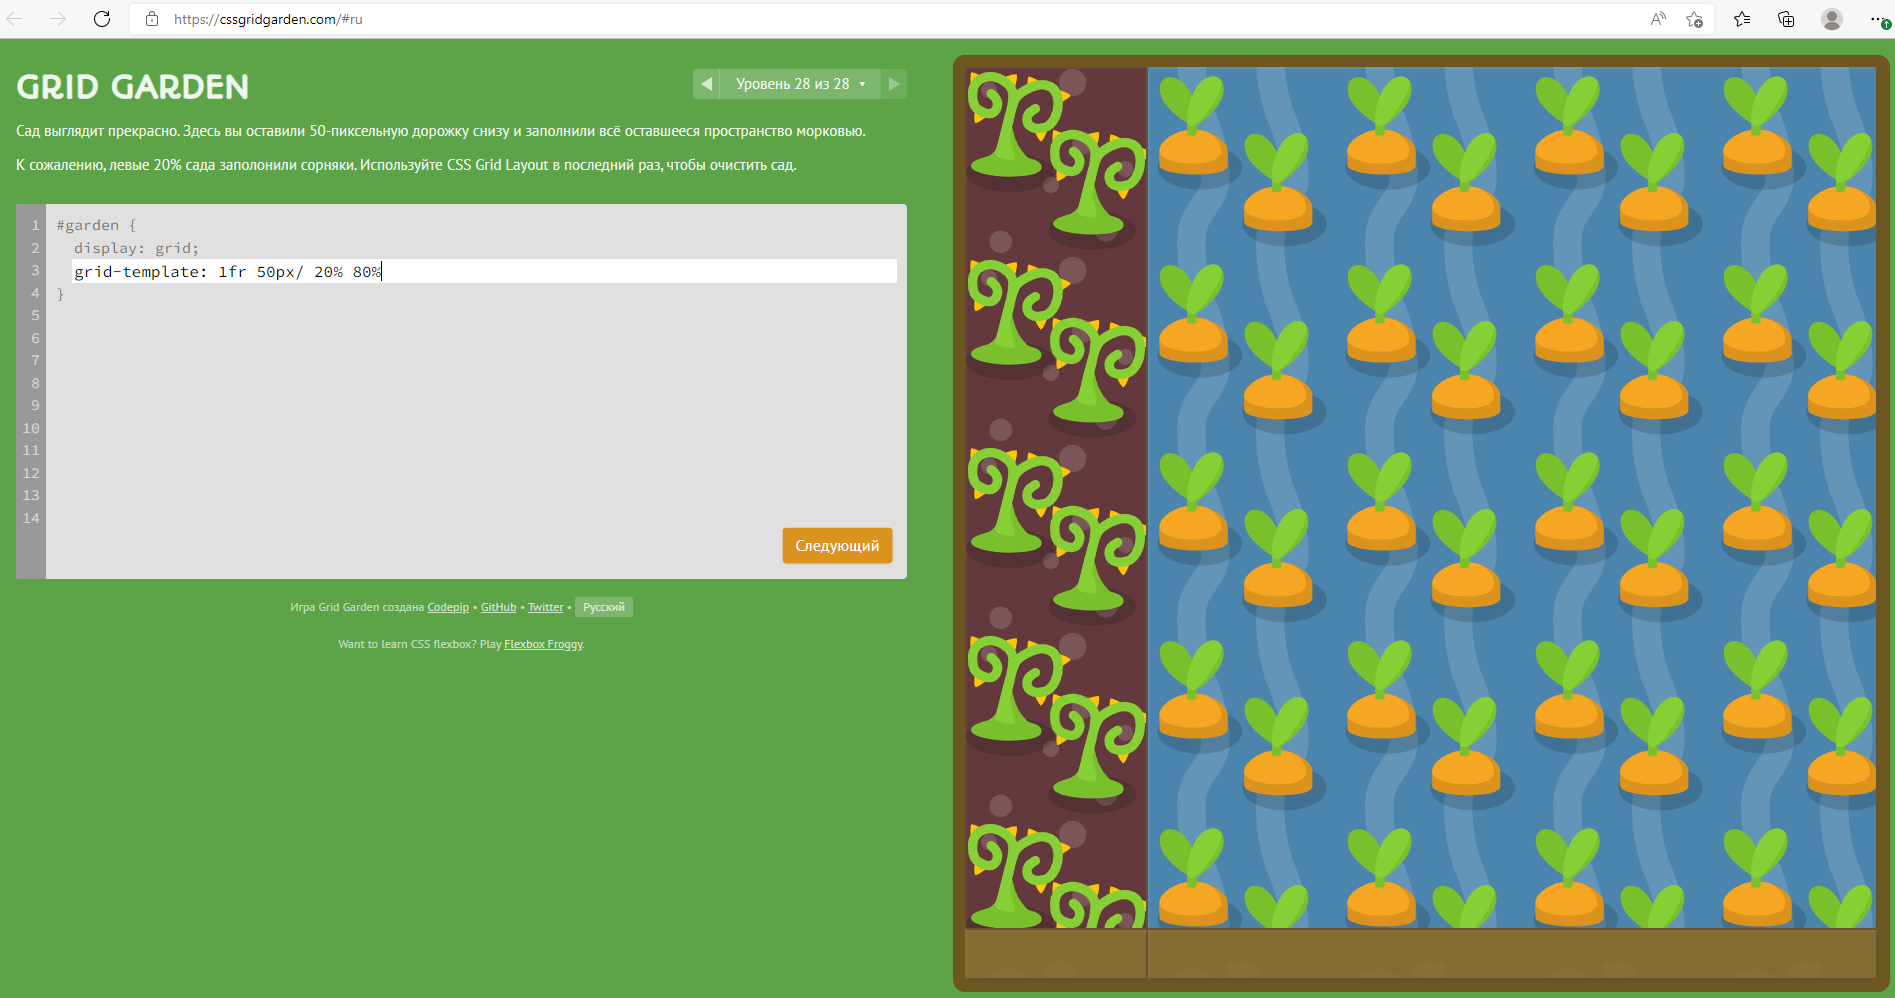 https://cssgridgarden.com/#ru
GRID GARDEN
Уровень 28 из 28
Сад выглядит прекрасно. Здесь вы оставили 50-пиксельную дорожку снизу и заполнили всё оставшееся пространство морковью.
К сожалению, левые 20% сада заполонили сорняки. Используйте CSS Grid Layout в последний раз, чтобы очистить сад.
1 #garden {
2 display: grid;
3 grid-template: 1fr 50px/ 20% 80%
4 }
5
6
7
8
9
10
11
12
13
14
Следующий
Игра Grid Garden создана Codepip • GitHub • Twitter • Русский
Want to learn CSS flexbox? Play Flexbox Froggy.